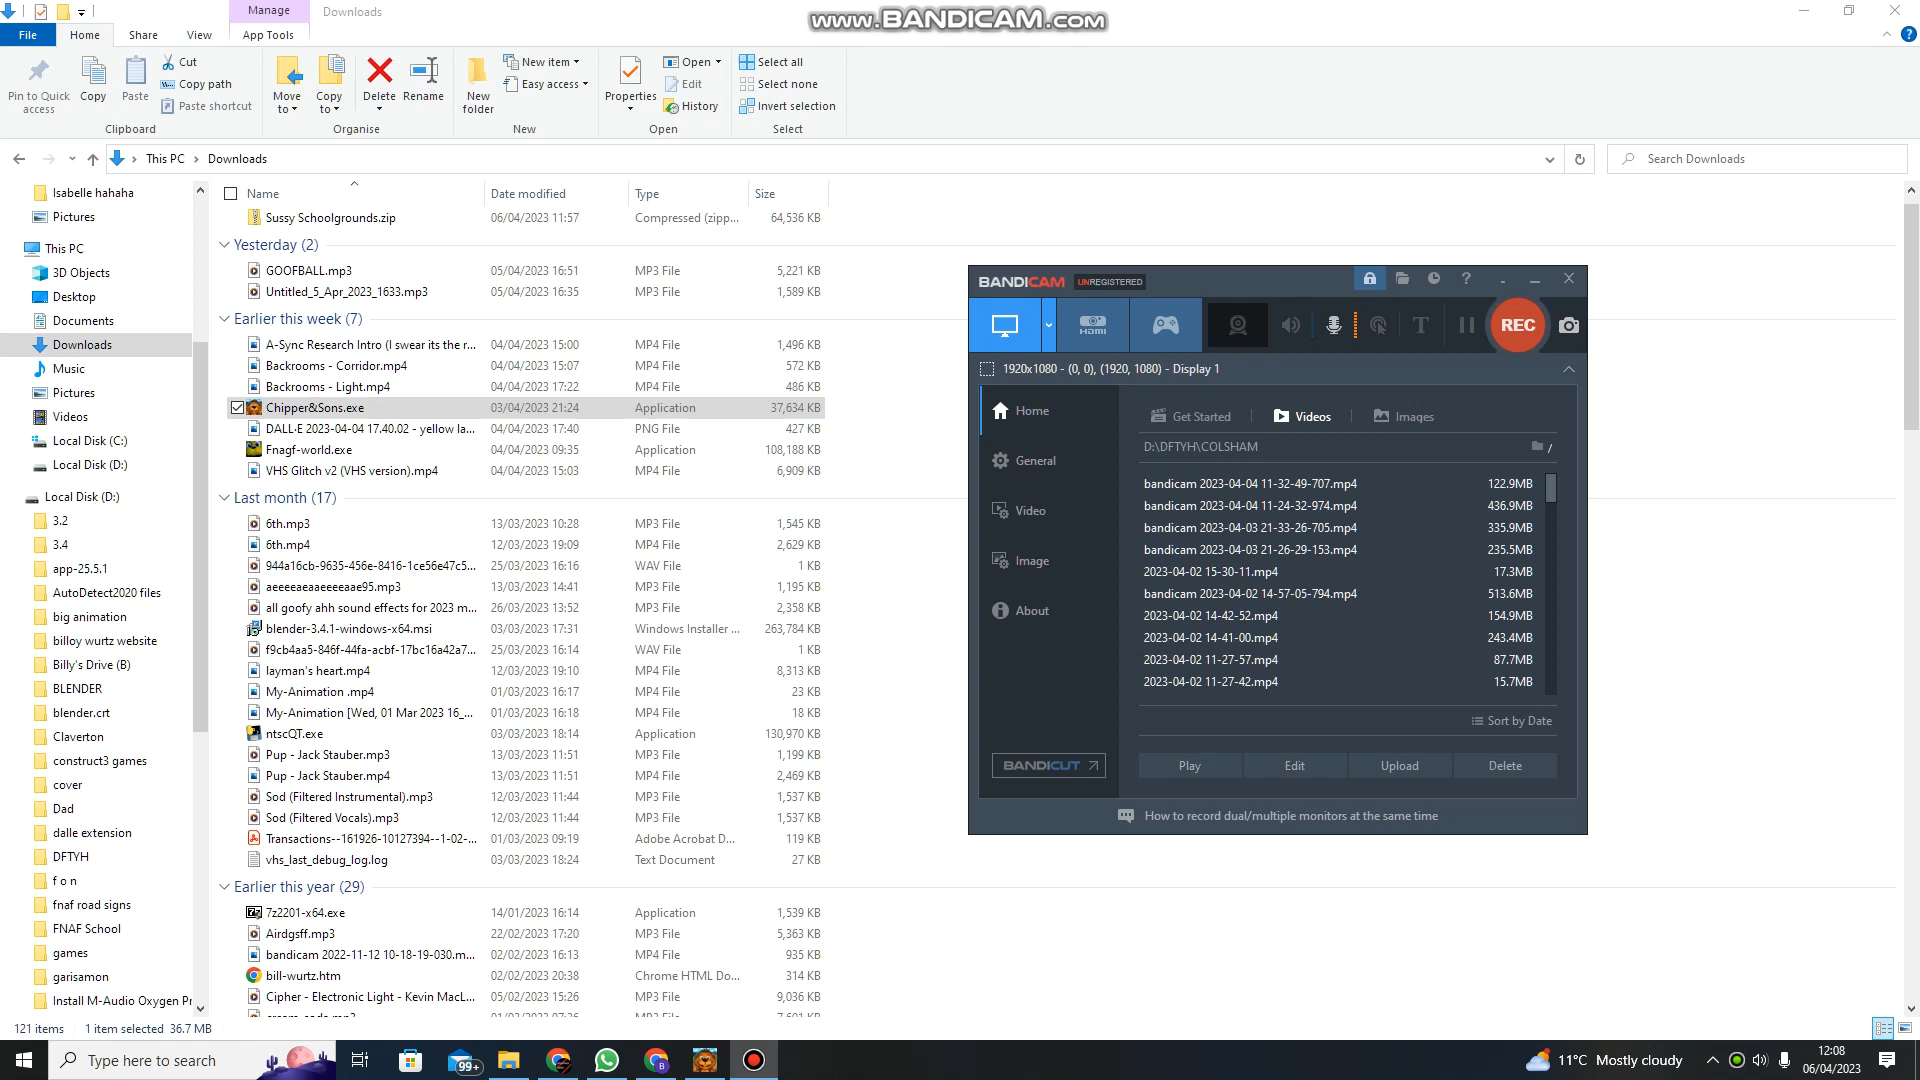 Manage
Downloads
www.BANDICAM.com
File
Home
Share
View
App Tools
Pin to Quick access
Copy
Paste
Cut
Copy path
Paste shortcut
Clipboard
Move to
Copy to
Delete
Rename
Organise
New folder
New item
Easy access
New
Properties
Open
Edit
History
Open
Select all
Select none
Invert selection
Select
This PC > Downloads
Search Downloads
Isabelle hahaha
Pictures
This PC
3D Objects
Desktop
Documents
Downloads
Music
Pictures
Videos
Local Disk (C:)
Local Disk (D:)
Local Disk (D:)
3.2
3.4
app-25.5.1
AutoDetect2020 files
big animation
billoy wurtz website
Billy's Drive (B)
BLENDER
blender.crt
Claverton
construct3 games
cover
Dad
dalle extension
DFTYH
f o n
fnaf road signs
FNAF School
games
garisamon
Install M-Audio Oxygen Pr
Name Date modified Type Size
Sussy Schoolgrounds.zip 06/04/2023 11:57 Compressed (zipp... 64,536 KB
Yesterday (2)
GOOFBALL.mp3 05/04/2023 16:51 MP3 File 5,221 KB
Untitled_5_Apr_2023_1633.mp3 05/04/2023 16:35 MP3 File 1,589 KB
Earlier this week (7)
A-Sync Research Intro (I swear its the r... 04/04/2023 15:00 MP4 File 1,496 KB
Backrooms - Corridor.mp4 04/04/2023 15:07 MP4 File 572 KB
Backrooms - Light.mp4 04/04/2023 17:22 MP4 File 486 KB
Chipper&Sons.exe 03/04/2023 21:24 Application 37,634 KB
DALL·E 2023-04-04 17.40.02 - yellow la... 04/04/2023 17:40 PNG File 427 KB
Fnagf-world.exe 04/04/2023 09:35 Application 108,188 KB
VHS Glitch v2 (VHS version).mp4 04/04/2023 15:03 MP4 File 6,909 KB
Last month (17)
6th.mp3 13/03/2023 10:28 MP3 File 1,545 KB
6th.mp4 12/03/2023 19:09 MP4 File 2,629 KB
944a16cb-9635-456e-8416-1ce56e47c5... 25/03/2023 16:16 WAV File 1 KB
aeeeeaeaaeeeeaae95.mp3 13/03/2023 14:41 MP3 File 1,195 KB
all goofy ahh sound effects for 2023 m... 26/03/2023 13:52 MP3 File 2,358 KB
blender-3.4.1-windows-x64.msi 03/03/2023 17:31 Windows Installer ... 263,784 KB
f9cb4aa5-846f-44fa-acbf-17bc16a42a7... 25/03/2023 16:14 WAV File 1 KB
layman's heart.mp4 12/03/2023 19:10 MP4 File 8,313 KB
My-Animation .mp4 01/03/2023 16:17 MP4 File 23 KB
My-Animation [Wed, 01 Mar 2023 16_... 01/03/2023 16:18 MP4 File 18 KB
ntscQT.exe 03/03/2023 18:14 Application 130,970 KB
Pup - Jack Stauber.mp3 13/03/2023 11:51 MP3 File 1,199 KB
Pup - Jack Stauber.mp4 13/03/2023 11:51 MP4 File 2,469 KB
Sod (Filtered Instrumental).mp3 12/03/2023 11:44 MP3 File 1,537 KB
Sod (Filtered Vocals).mp3 12/03/2023 11:44 MP3 File 1,537 KB
Transactions--161926-10127394--1-02-... 01/03/2023 09:19 Adobe Acrobat D... 119 KB
vhs_last_debug_log.log 03/03/2023 18:24 Text Document 27 KB
Earlier this year (29)
7z2201-x64.exe 14/01/2023 16:14 Application 1,539 KB
Airdgsff.mp3 22/02/2023 17:20 MP3 File 5,363 KB
bandicam 2022-11-12 10-18-19-030.m... 02/02/2023 16:13 MP4 File 935 KB
bill-wurtz.htm 02/02/2023 20:38 Chrome HTML Do... 314 KB
Cipher - Electronic Light - Kevin MacL... 05/02/2023 15:26 MP3 File 9,036 KB
BANDICAM UNREGISTERED
HDMI
REC
1920x1080 - (0, 0), (1920, 1080) - Display 1
Home
General
Video
Image
About
BANDICUT
Get Started
Videos
Images
D:\DFTYH\COLSHAM
bandicam 2023-04-04 11-32-49-707.mp4 122.9MB
bandicam 2023-04-04 11-24-32-974.mp4 436.9MB
bandicam 2023-04-03 21-33-26-705.mp4 335.9MB
bandicam 2023-04-03 21-26-29-153.mp4 235.5MB
2023-04-02 15-30-11.mp4 17.3MB
bandicam 2023-04-02 14-57-05-794.mp4 513.6MB
2023-04-02 14-42-52.mp4 154.9MB
2023-04-02 14-41-00.mp4 243.4MB
2023-04-02 11-27-57.mp4 87.7MB
2023-04-02 11-27-42.mp4 15.7MB
Sort by Date
Play
Edit
Upload
Delete
How to record dual/multiple monitors at the same time
121 items 1 item selected 36.7 MB
Type here to search
99+
11°C Mostly cloudy
12:08
06/04/2023